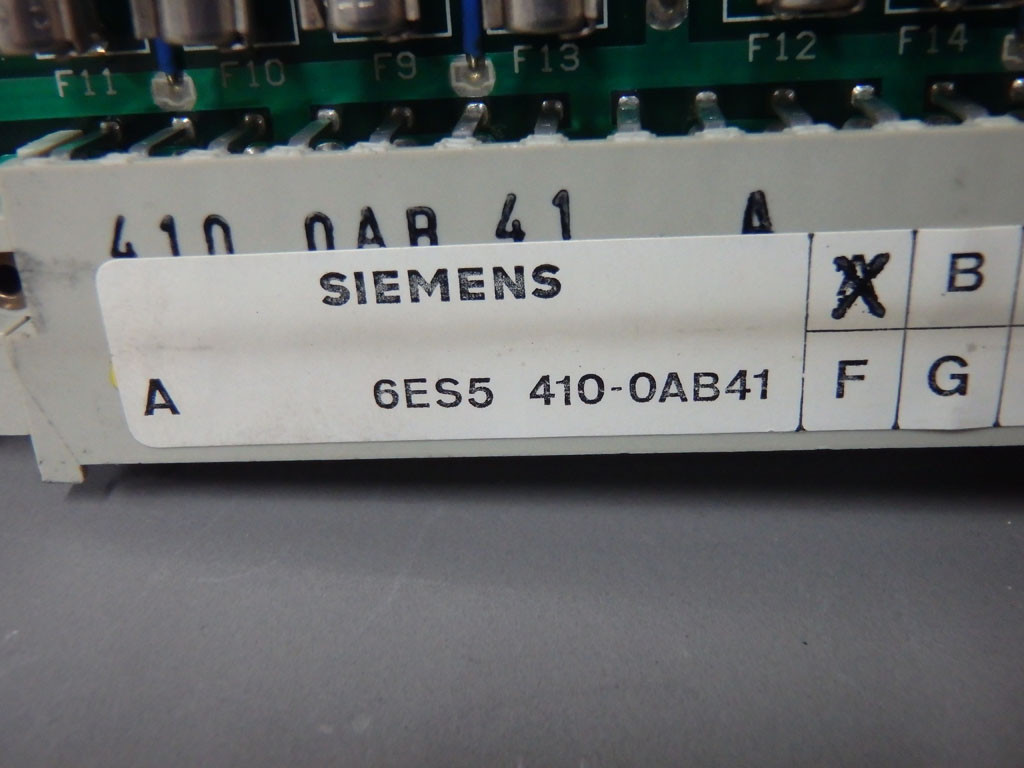 F11 F10 F9 F13 F12 F14
410 0AB 41 A
SIEMENS
A 6ES5 410-0AB41
X B
F G